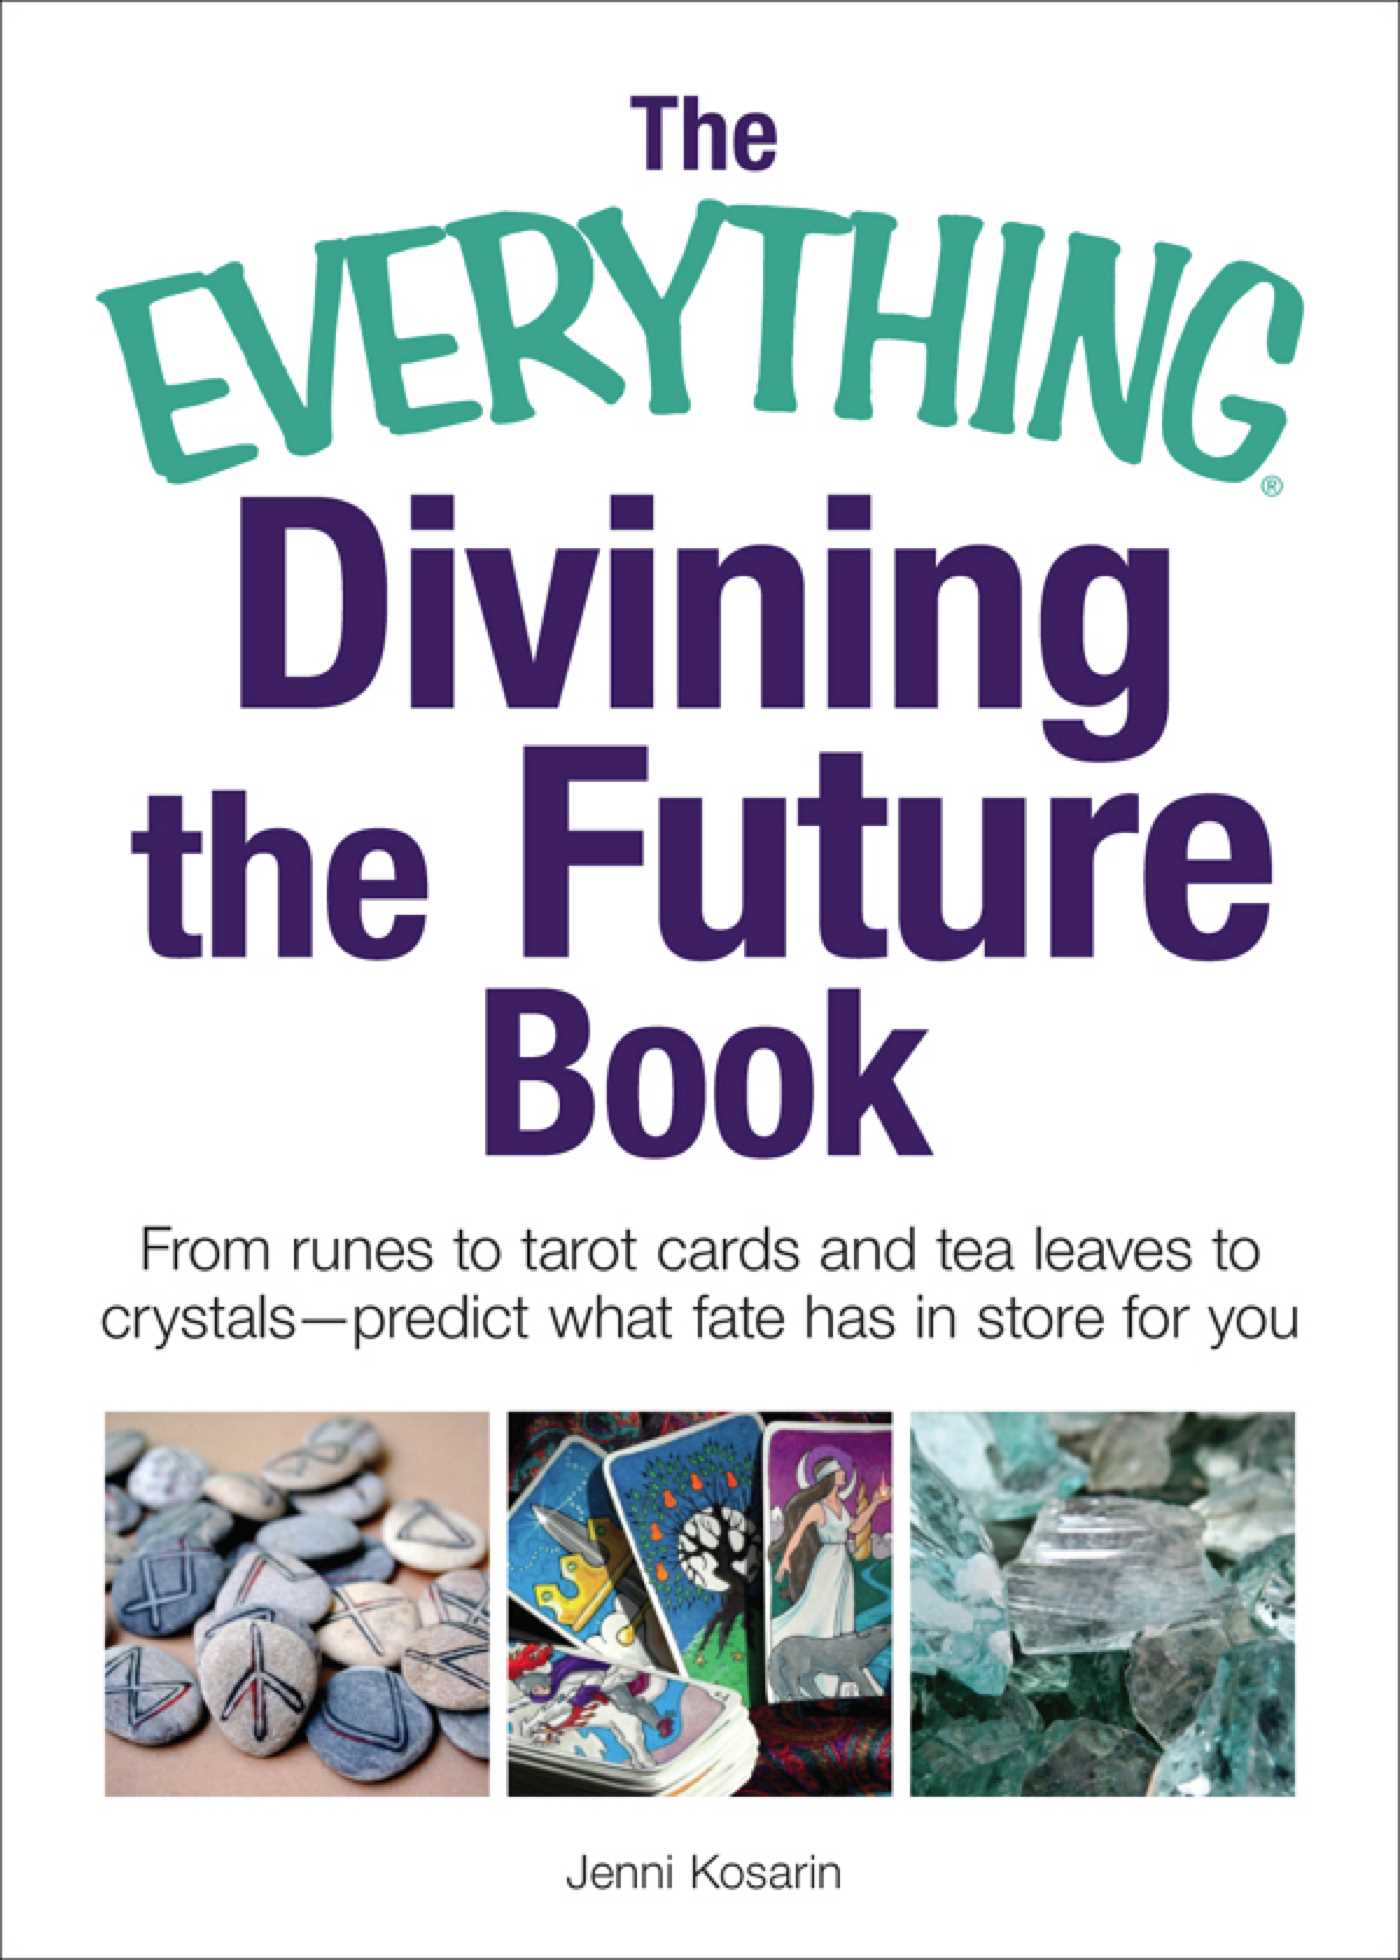 The
EVERYTHING®
Divining
the Future
Book
From runes to tarot cards and tea leaves to
crystals—predict what fate has in store for you
Jenni Kosarin